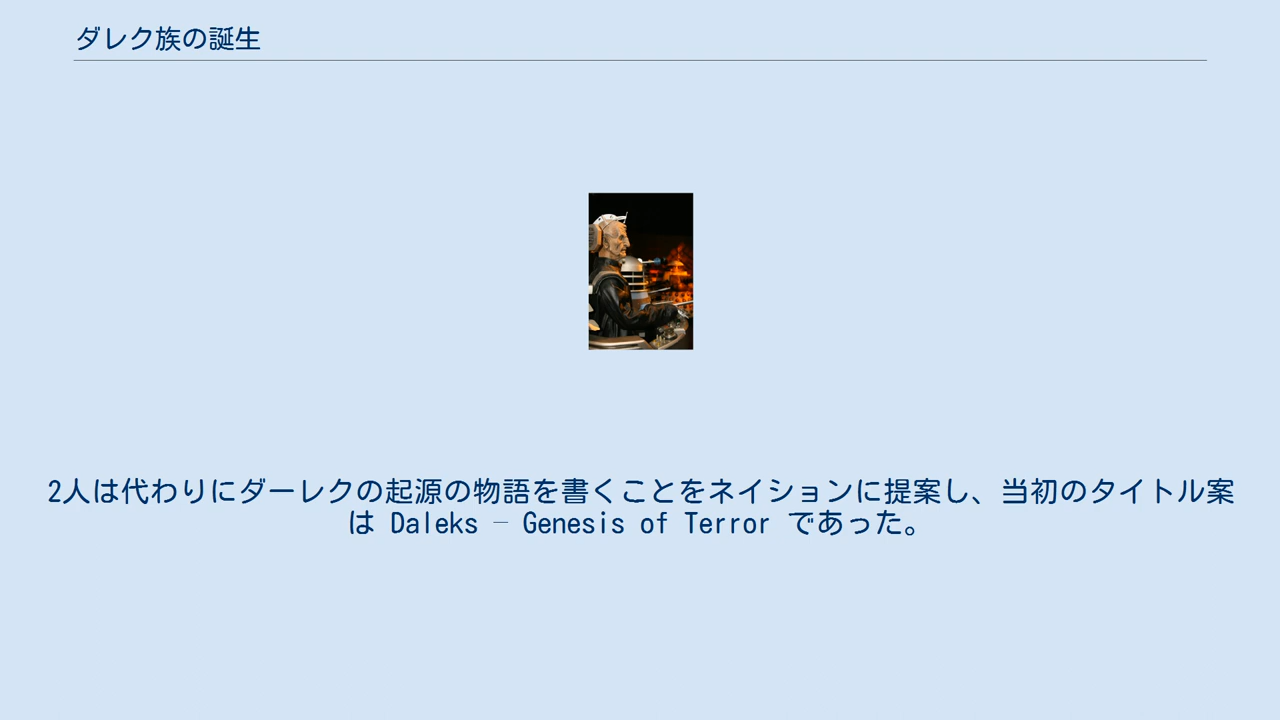 ダレク族の誕生
2人は代わりにダーレクの起源の物語を書くことをネイションに提案し、当初のタイトル案
は Daleks – Genesis of Terror であった。